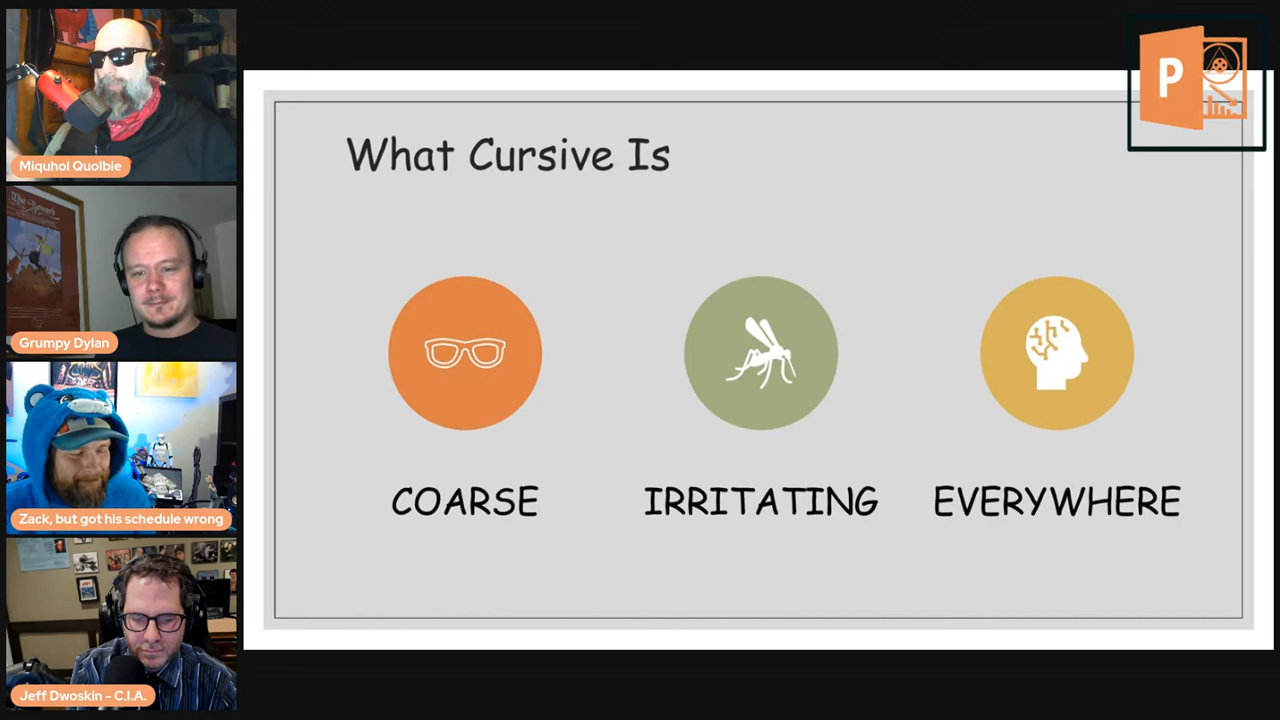 Miquhol Quolbie
Grumpy Dylan
Zack, but got his schedule wrong
Jeff Dwoskin - C.I.A.
P
What Cursive Is
COARSE
IRRITATING
EVERYWHERE